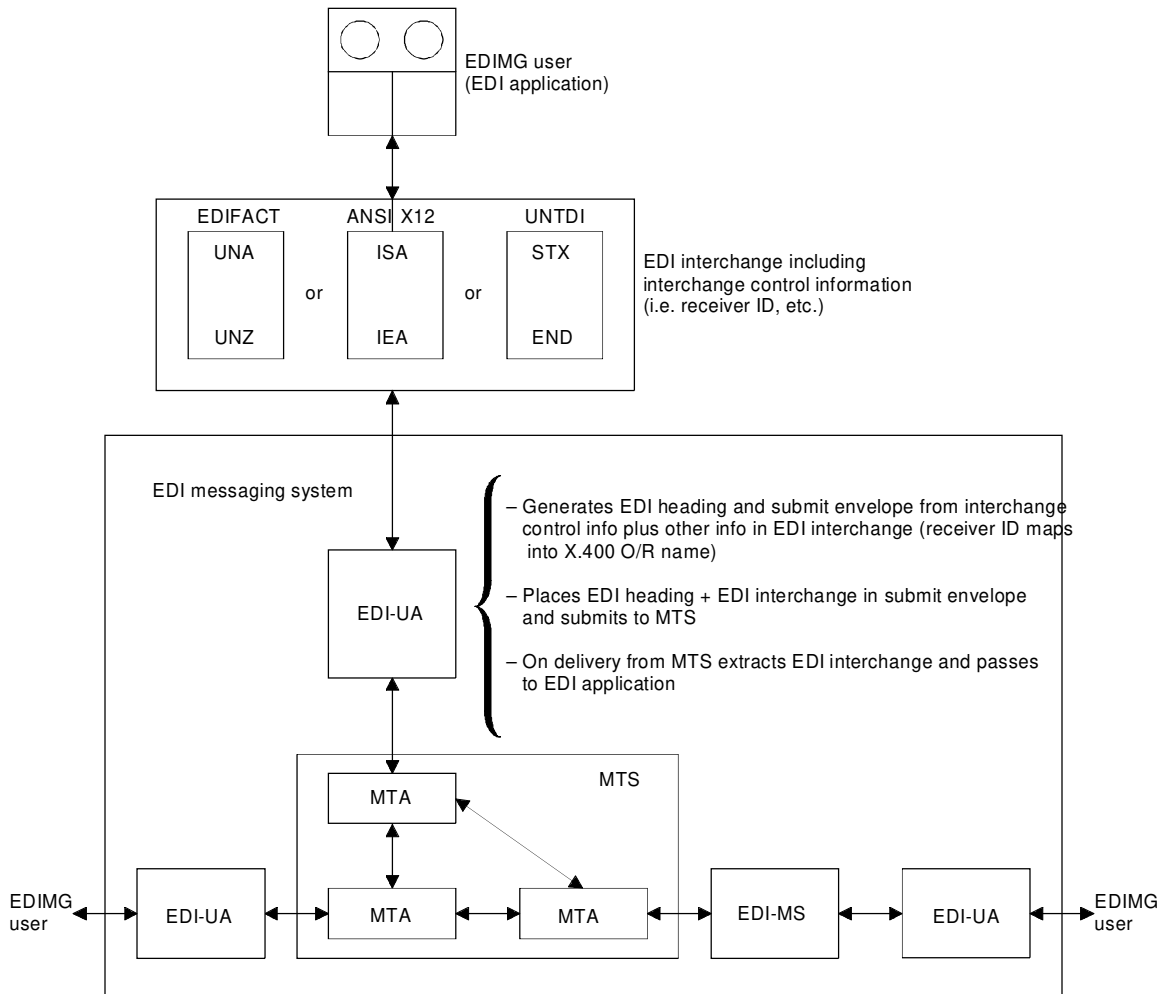 EDIMG user
(EDI application)
EDIFACT
ANSI X12
UNTDI
UNA
ISA
STX
or
or
UNZ
IEA
END
EDI interchange including
interchange control information
(i.e. receiver ID, etc.)
EDI messaging system
– Generates EDI heading and submit envelope from interchange
control info plus other info in EDI interchange (receiver ID maps
into X.400 O/R name)
– Places EDI heading + EDI interchange in submit envelope
and submits to MTS
– On delivery from MTS extracts EDI interchange and passes
to EDI application
EDI-UA
MTS
MTA
EDIMG
user
EDI-UA
MTA
MTA
EDI-MS
EDI-UA
EDIMG
user